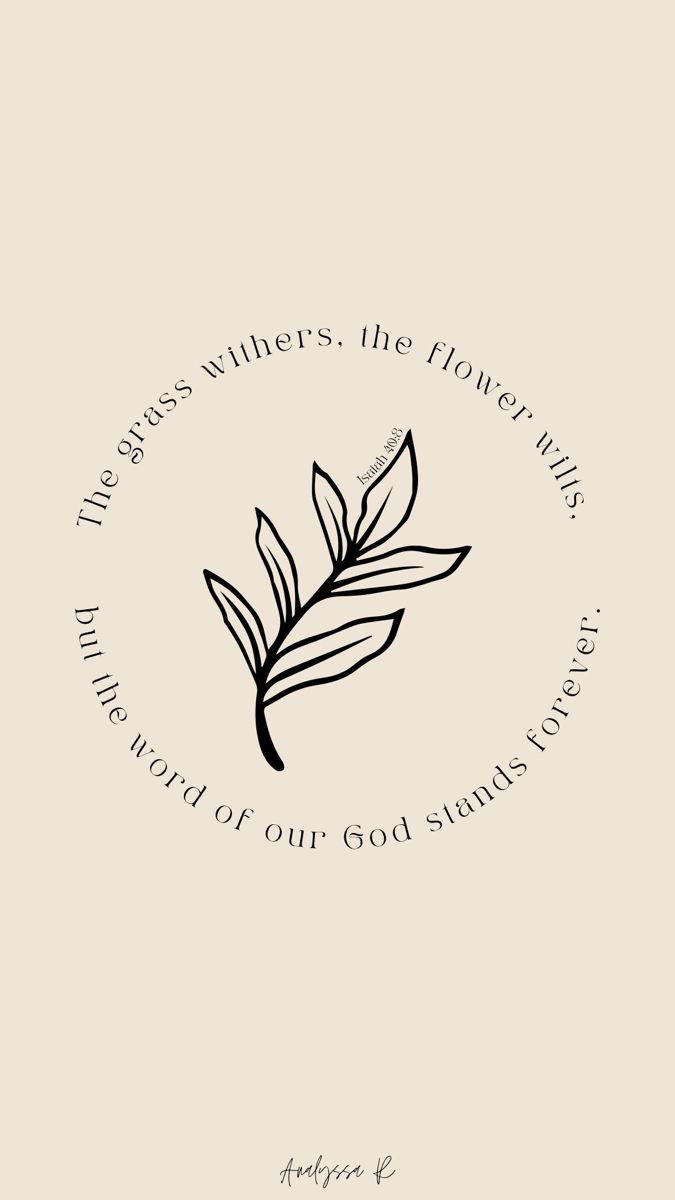 The grass withers, the flower wilts,
Isaiah 40:8
but the word of our God stands forever.
Analyssa R